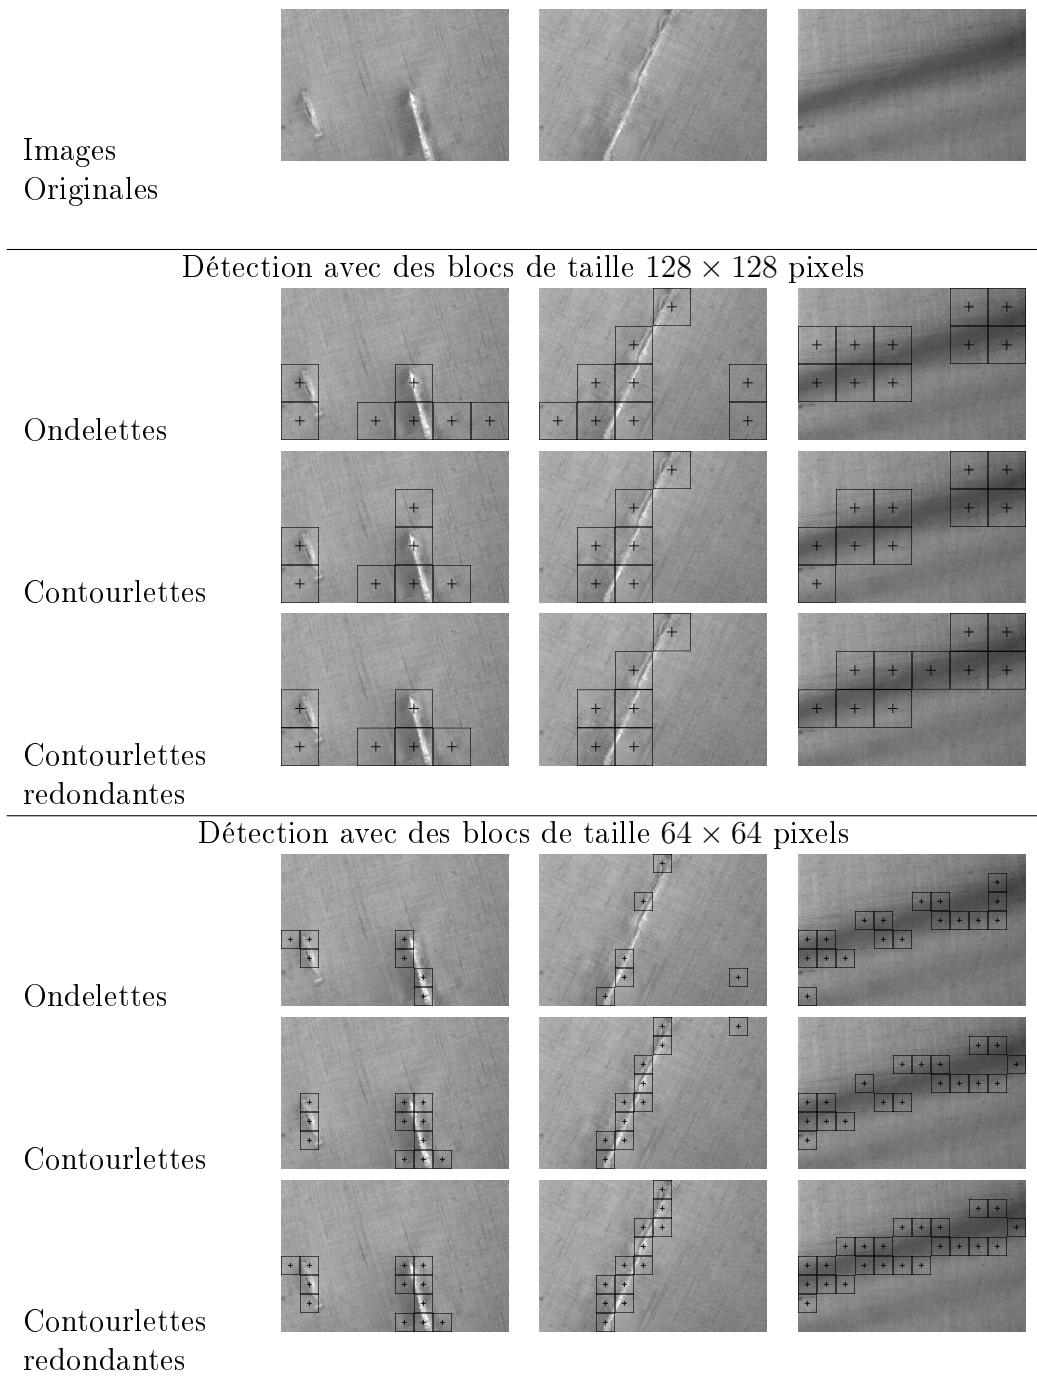 Images
Originales
Détection avec des blocs de taille 128 × 128 pixels
Ondelettes
Contourlettes
Contourlettes
redondantes
Détection avec des blocs de taille 64 × 64 pixels
Ondelettes
Contourlettes
Contourlettes
redondantes